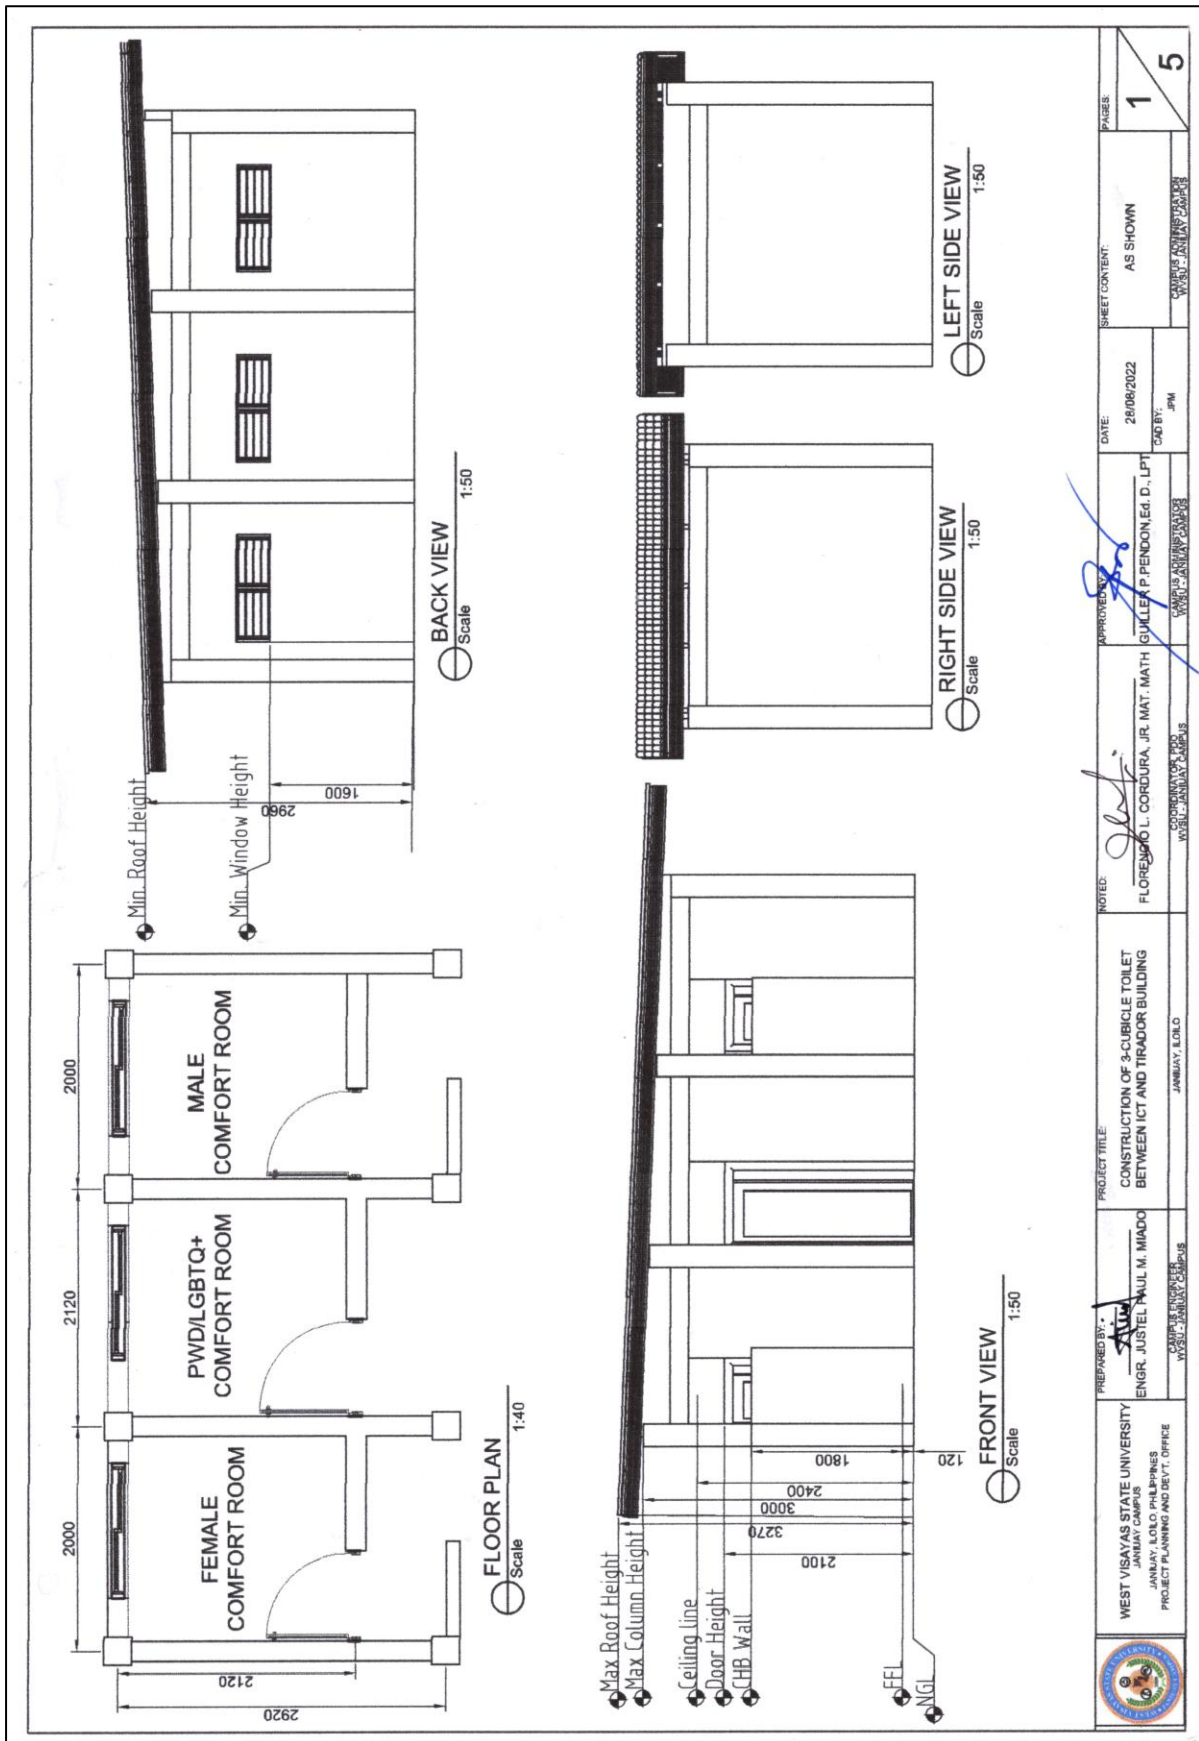 2000
2120
2000
FEMALE
COMFORT ROOM
PWD/LGBTQ+
COMFORT ROOM
MALE
COMFORT ROOM
2120
2920
FLOOR PLAN
Scale
1:40
Min. Roof Height
Min. Window Height
2960
1600
BACK VIEW
Scale
1:50
Max Roof Height
Max Column Height
Ceiling line
Door Height
CHB Wall
FFL
NGL
2100
3270
3000
2400
1800
120
FRONT VIEW
Scale
1:50
RIGHT SIDE VIEW
Scale
1:50
LEFT SIDE VIEW
Scale
1:50
WEST VISAYAS STATE UNIVERSITY
JANIUAY CAMPUS
JANIUAY, ILOILO, PHILIPPINES
PROJECT PLANNING AND DEV'T. OFFICE
PREPARED BY:
ENGR. JUSTEL PAUL M. MIADO
CAMPUS ENGINEER
WVSU - JANIUAY CAMPUS
PROJECT TITLE:
CONSTRUCTION OF 3-CUBICLE TOILET
BETWEEN ICT AND TIRADOR BUILDING
JANIUAY, ILOILO
NOTED:
FLORENCIO L. CORDURA, JR. MAT. MATH
COORDINATOR, PDO
WVSU - JANIUAY CAMPUS
APPROVED BY:
GUILLER P.PENDON,Ed. D., LPT
CAMPUS ADMINISTRATOR
WVSU - JANIUAY CAMPUS
DATE:
28/08/2022
CAD BY:
JPM
SHEET CONTENT:
AS SHOWN
CAMPUS ADMINISTRATION
WVSU - JANIUAY CAMPUS
PAGES:
1
5